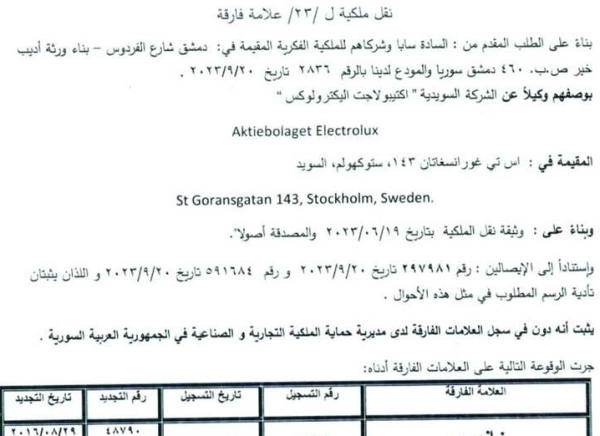 نقل ملكية ل /٢٣/ علامة فارقة
بناءً على الطلب المقدم من : السادة سابا وشركاهم للملكية الفكرية المقيمة في: دمشق شارع الفردوس – بناء ورثة أديب
خير ص.ب. ٤٦٠ دمشق سوريا والمودع لدينا بالرقم ٢٨٣٦ تاريخ ٢٠٢٣/٩/٢٠ .
بوصفهم وكيلاً عن الشركة السويدية " اكتيبولاجت اليكترولوكس "
Aktiebolaget Electrolux
المقيمة في : اس تي غورانسغاتان ١٤٣، ستوكهولم، السويد
St Goransgatan 143, Stockholm, Sweden.
وبناءً على : وثيقة نقل الملكية بتاريخ ٢٠٢٣/٠٦/١٩ والمصدقة أصولا".
وإستناداً إلى الإيصالين : رقم ٢٩٧٩٨١ تاريخ ٢٠٢٣/٩/٢٠ و رقم ٥٩١٦٨٤ تاريخ ٢٠٢٣/٩/٢٠ و اللذان يثبتان
تأدية الرسم المطلوب في مثل هذه الأحوال .
يثبت أنه دون في سجل العلامات الفارقة لدى مديرية حماية الملكية التجارية و الصناعية في الجمهورية العربية السورية .
جرت الوقوعة التالية على العلامات الفارقة أدناه:
العلامة الفارقة رقم التسجيل تاريخ التسجيل رقم التجديد تاريخ التجديد
٤٨٧٩٠ ٢٠١٦/٠٨/٢٩